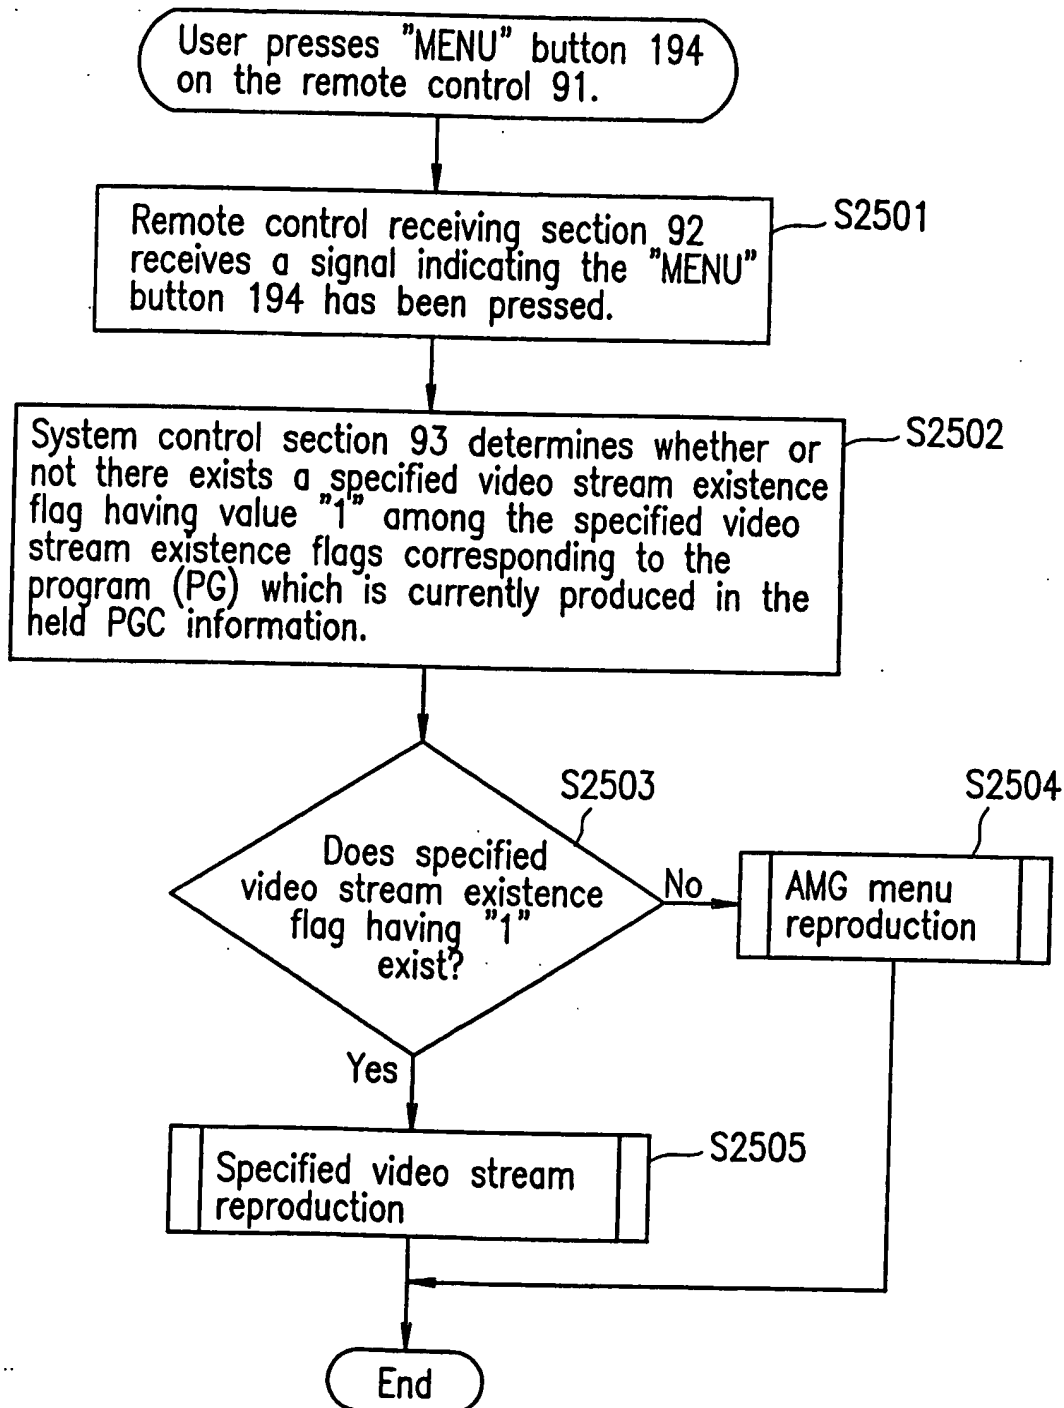 User presses "MENU" button 194
on the remote control 91.
Remote control receiving section 92
receives a signal indicating the "MENU"
button 194 has been pressed.
S2501
System control section 93 determines whether or
not there exists a specified video stream existence
flag having value "1" among the specified video
stream existence flags corresponding to the
program (PG) which is currently produced in the
held PGC information.
S2502
S2503
Does specified
video stream existence
flag having "1"
exist?
No
S2504
AMG menu
reproduction
Yes
Specified video stream
reproduction
S2505
End